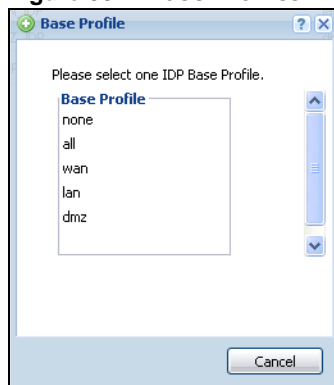 Base Profile
Please select one IDP Base Profile.
Base Profile
none
all
wan
lan
dmz
Cancel